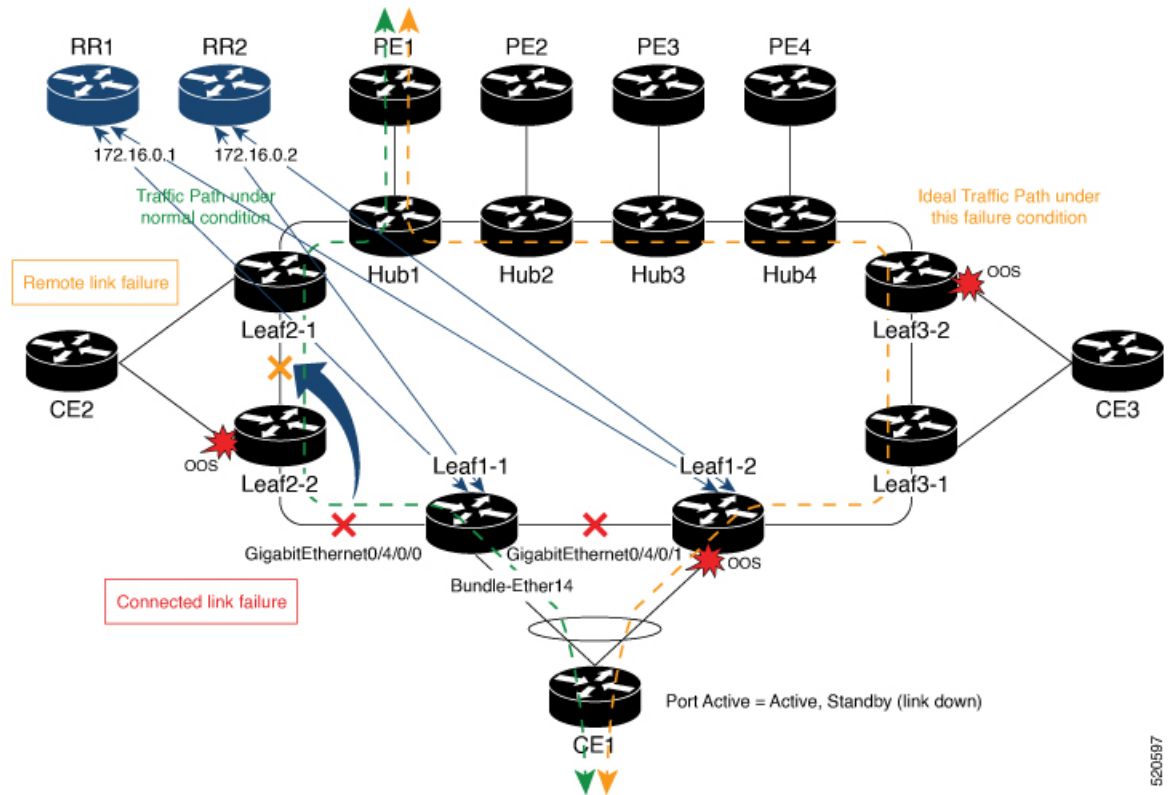 RR1
RR2
PE1
PE2
PE3
PE4
172.16.0.1
172.16.0.2
Traffic Path under
normal condition
Ideal Traffic Path under
this failure condition
Hub1
Hub2
Hub3
Hub4
Remote link failure
OOS
Leaf2-1
Leaf3-2
CE2
CE3
OOS
Leaf2-2
Leaf1-1
Leaf1-2
Leaf3-1
GigabitEthernet0/4/0/0
GigabitEthernet0/4/0/1
OOS
Bundle-Ether14
Connected link failure
Port Active = Active, Standby (link down)
CE1
520597